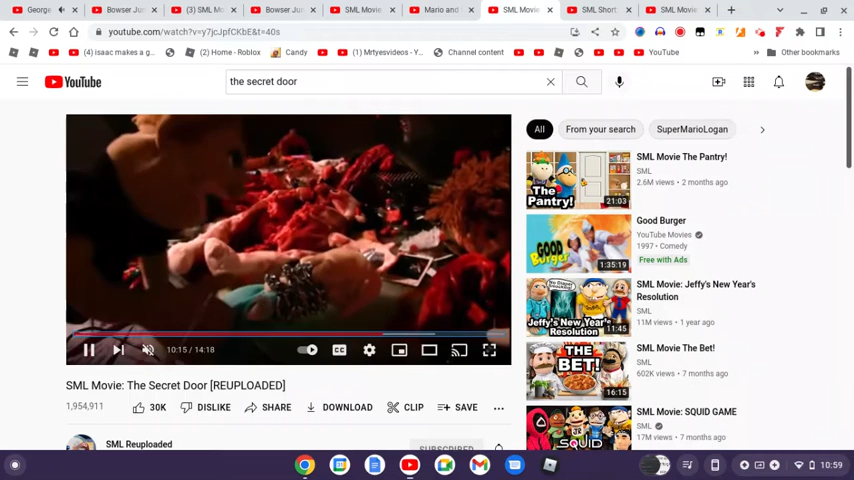 George
Bowser Jun
(3) SML Mo
Bowser Jun
SML Movie
Mario and
SML Movie
SML Short
SML Movie
youtube.com/watch?v=y7jcJpfCKbE&t=40s
(4) isaac makes a g...
(2) Home - Roblox
Candy
(1) Mrtyesvideos - Y...
Channel content
YouTube
Other bookmarks
YouTube
the secret door
All
From your search
SuperMarioLogan
SML Movie The Pantry!
SML
2.6M views • 2 months ago
The Pantry!
21:03
Good Burger
YouTube Movies
1997 • Comedy
Free with Ads
GOOD BURGER
1:35:19
SML Movie: Jeffy's New Year's
Resolution
SML
11M views • 1 year ago
No Diaper Resolution!
Jeffy's New Year's
RESOLUTION!
11:45
SML Movie The Bet!
SML
602K views • 7 months ago
THE BET!
16:15
SML Movie: SQUID GAME
SML
17M views • 7 months ago
SQUID
10:15 / 14:18
CC
SML Movie: The Secret Door [REUPLOADED]
1,954,911
30K
DISLIKE
SHARE
DOWNLOAD
CLIP
SAVE
SML Reuploaded
SUBSCRIBED
10:59